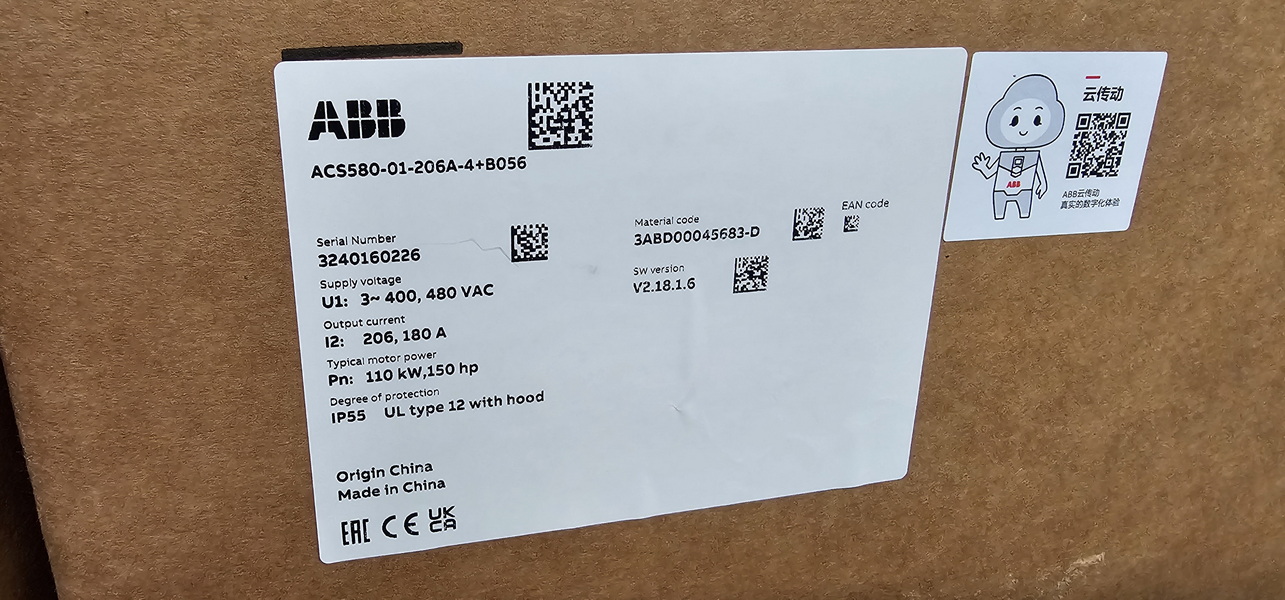 ABB
ACS580-01-206A-4+B056
Serial Number
3240160226
Supply voltage
U1: 3~ 400, 480 VAC
Output current
I2: 206, 180 A
Typical motor power
Pn: 110 kW,150 hp
Degree of protection
IP55 UL type 12 with hood
Origin China
Made in China
EAC CE UKCA
Material code
3ABD00045683-D
EAN code
SW version
V2.18.1.6
云传动
ABB
ABB云传动
真实的数字化体验